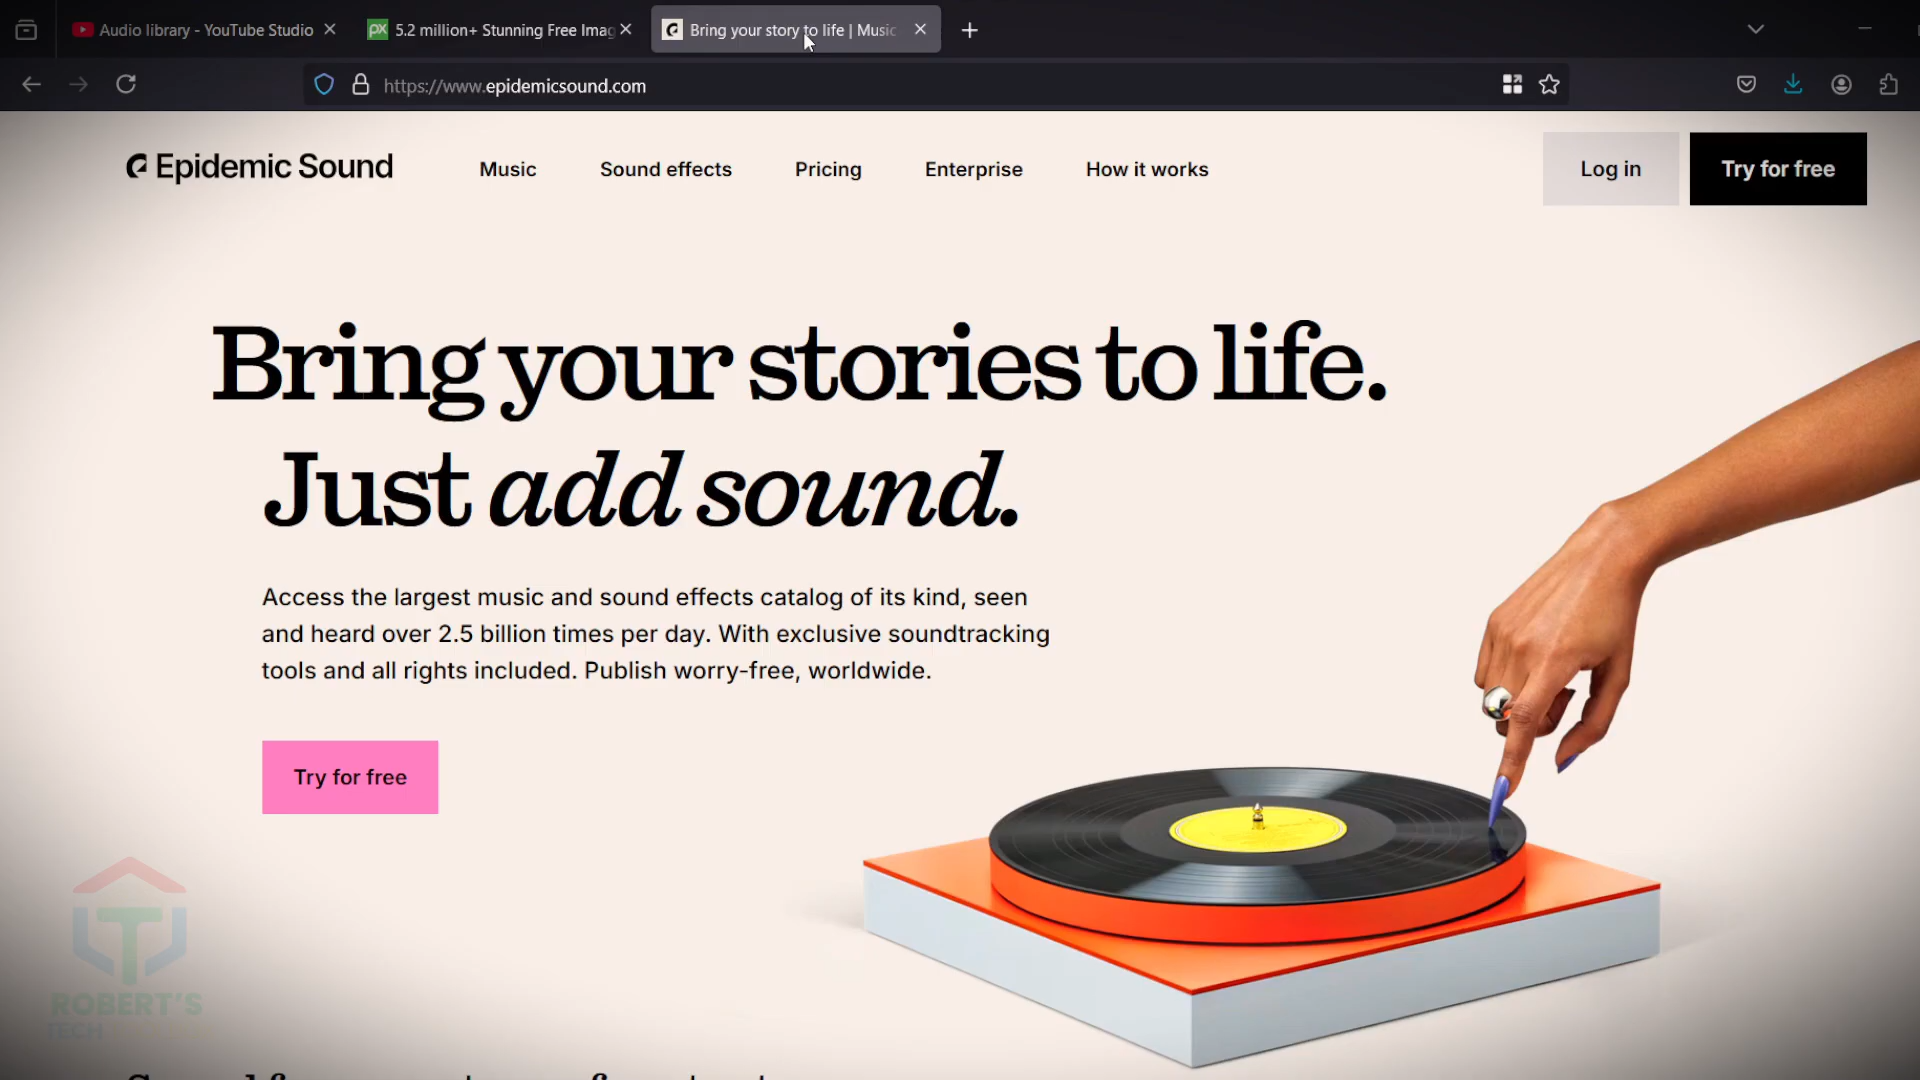 Audio library - YouTube Studio
5.2 million+ Stunning Free Imag
Bring your story to life | Music
https://www.epidemicsound.com
Epidemic Sound
Music
Sound effects
Pricing
Enterprise
How it works
Log in
Try for free
Bring your stories to life.
Just add sound.
Access the largest music and sound effects catalog of its kind, seen
and heard over 2.5 billion times per day. With exclusive soundtracking
tools and all rights included. Publish worry-free, worldwide.
Try for free
ROBERT'S
TECH